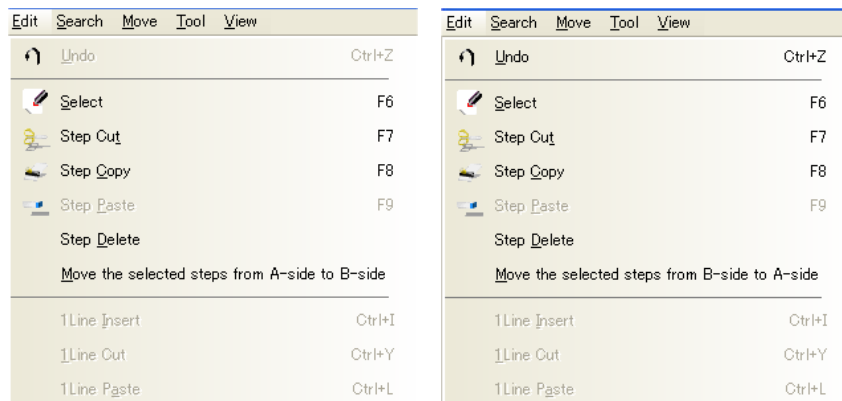 Edit Search Move Tool View
Undo Ctrl+Z
Select F6
Step Cut F7
Step Copy F8
Step Paste F9
Step Delete
Move the selected steps from A-side to B-side
1Line Insert Ctrl+I
1Line Cut Ctrl+Y
1Line Paste Ctrl+L
Edit Search Move Tool View
Undo Ctrl+Z
Select F6
Step Cut F7
Step Copy F8
Step Paste F9
Step Delete
Move the selected steps from B-side to A-side
1Line Insert Ctrl+I
1Line Cut Ctrl+Y
1Line Paste Ctrl+L